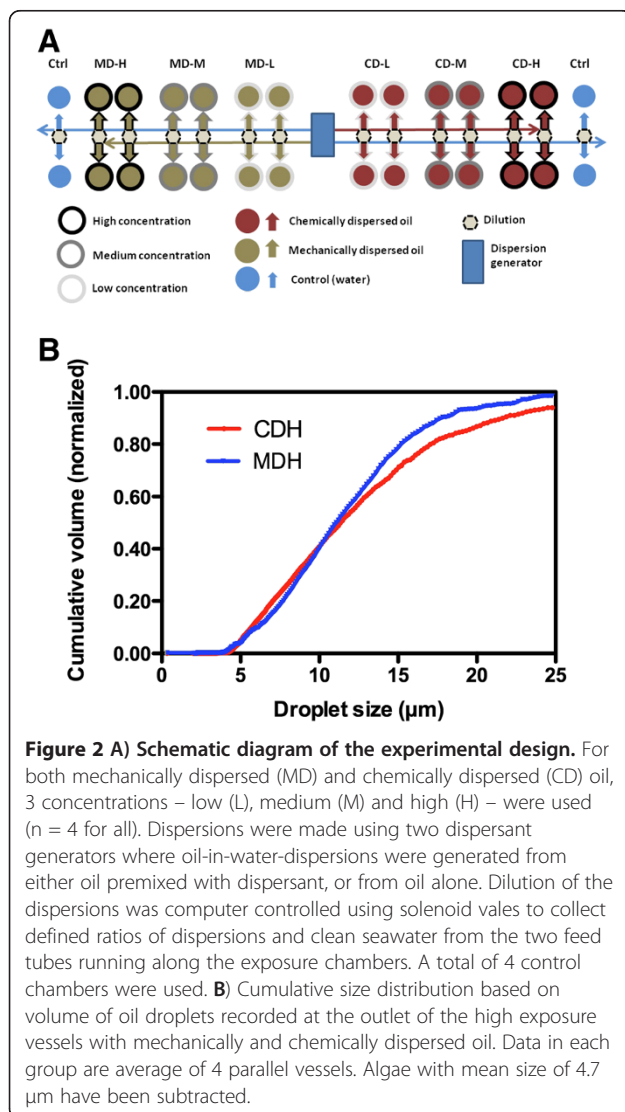 A
Ctrl MD-H MD-M MD-L CD-L CD-M CD-H Ctrl
High concentration
Medium concentration
Low concentration
Chemically dispersed oil
Mechanically dispersed oil
Control (water)
Dilution
Dispersion
generator
B
Cumulative volume (normalized)
1.00
0.80
0.60
0.40
0.20
0.00
CDH
MDH
0 5 10 15 20 25
Droplet size (µm)
Figure 2 A) Schematic diagram of the experimental design. For
both mechanically dispersed (MD) and chemically dispersed (CD) oil,
3 concentrations – low (L), medium (M) and high (H) – were used
(n = 4 for all). Dispersions were made using two dispersant
generators where oil-in-water-dispersions were generated from
either oil premixed with dispersant, or from oil alone. Dilution of the
dispersions was computer controlled using solenoid vales to collect
defined ratios of dispersions and clean seawater from the two feed
tubes running along the exposure chambers. A total of 4 control
chambers were used. B) Cumulative size distribution based on
volume of oil droplets recorded at the outlet of the high exposure
vessels with mechanically and chemically dispersed oil. Data in each
group are average of 4 parallel vessels. Algae with mean size of 4.7
µm have been subtracted.